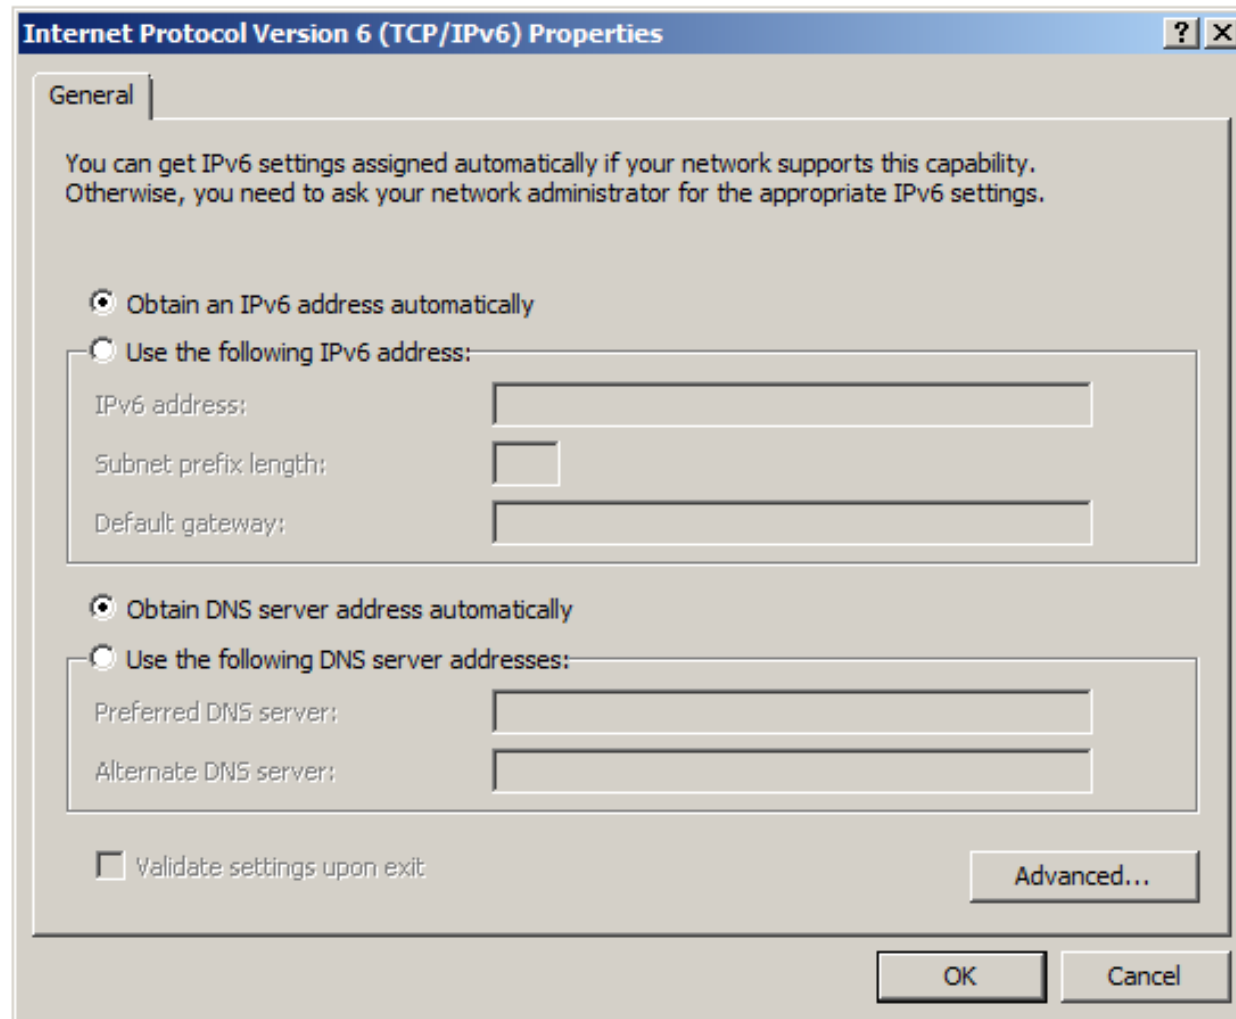 Internet Protocol Version 6 (TCP/IPv6) Properties
General
You can get IPv6 settings assigned automatically if your network supports this capability.
Otherwise, you need to ask your network administrator for the appropriate IPv6 settings.
Obtain an IPv6 address automatically
Use the following IPv6 address:
IPv6 address:
Subnet prefix length:
Default gateway:
Obtain DNS server address automatically
Use the following DNS server addresses:
Preferred DNS server:
Alternate DNS server:
Validate settings upon exit
Advanced...
OK
Cancel